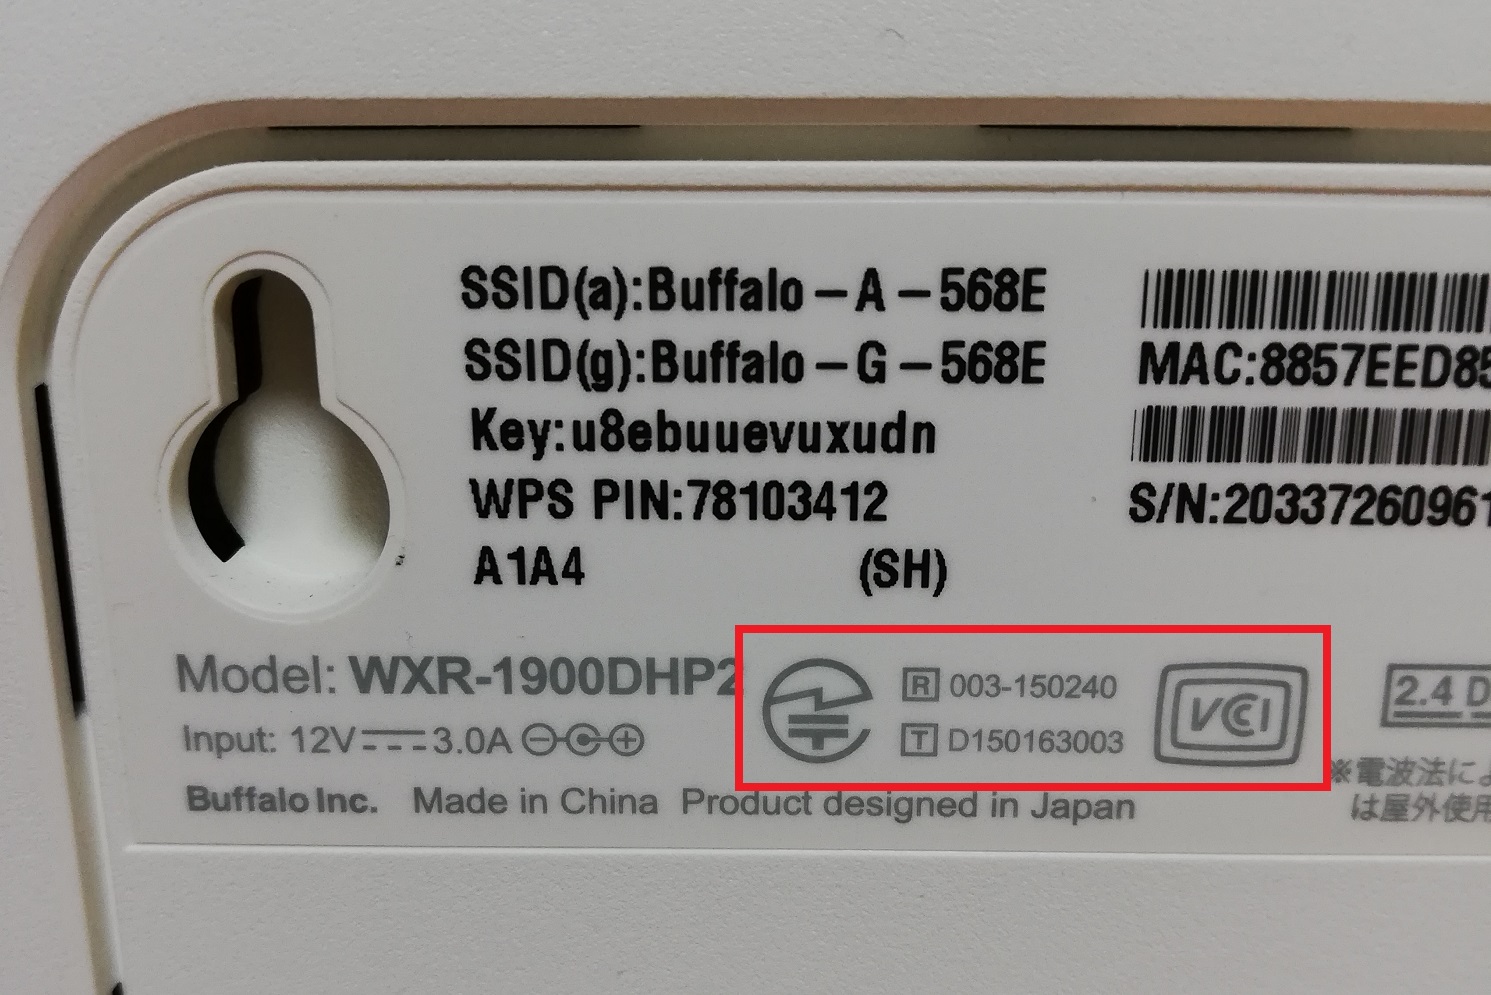 SSID(a):Buffalo-A-568E
SSID(g):Buffalo-G-568E
Key:u8ebuuevuxudn
WPS PIN:78103412
A1A4 (SH)
MAC:8857EED85
S/N:20337260961
Model: WXR-1900DHP2
Input: 12V 3.0A
R 003-150240
T D150163003
VCCI
2.4 D
Buffalo Inc. Made in China Product designed in Japan
※電波法によ
は屋外使用